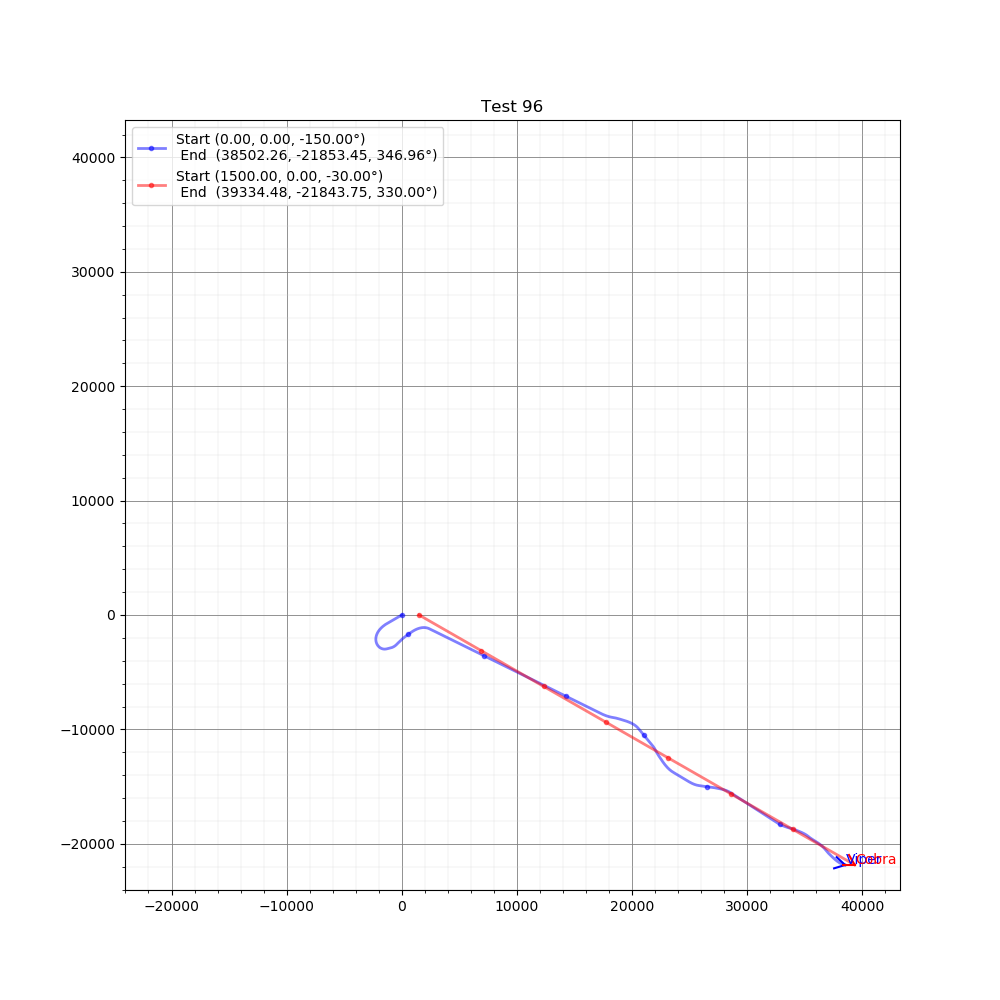 Test 96
Start (0.00, 0.00, -150.00°)
End  (38502.26, -21853.45, 346.96°)
Start (1500.00, 0.00, -30.00°)
End  (39334.48, -21843.75, 330.00°)
40000
30000
20000
10000
0
−10000
−20000
Viper
Cobra
−20000
−10000
0
10000
20000
30000
40000